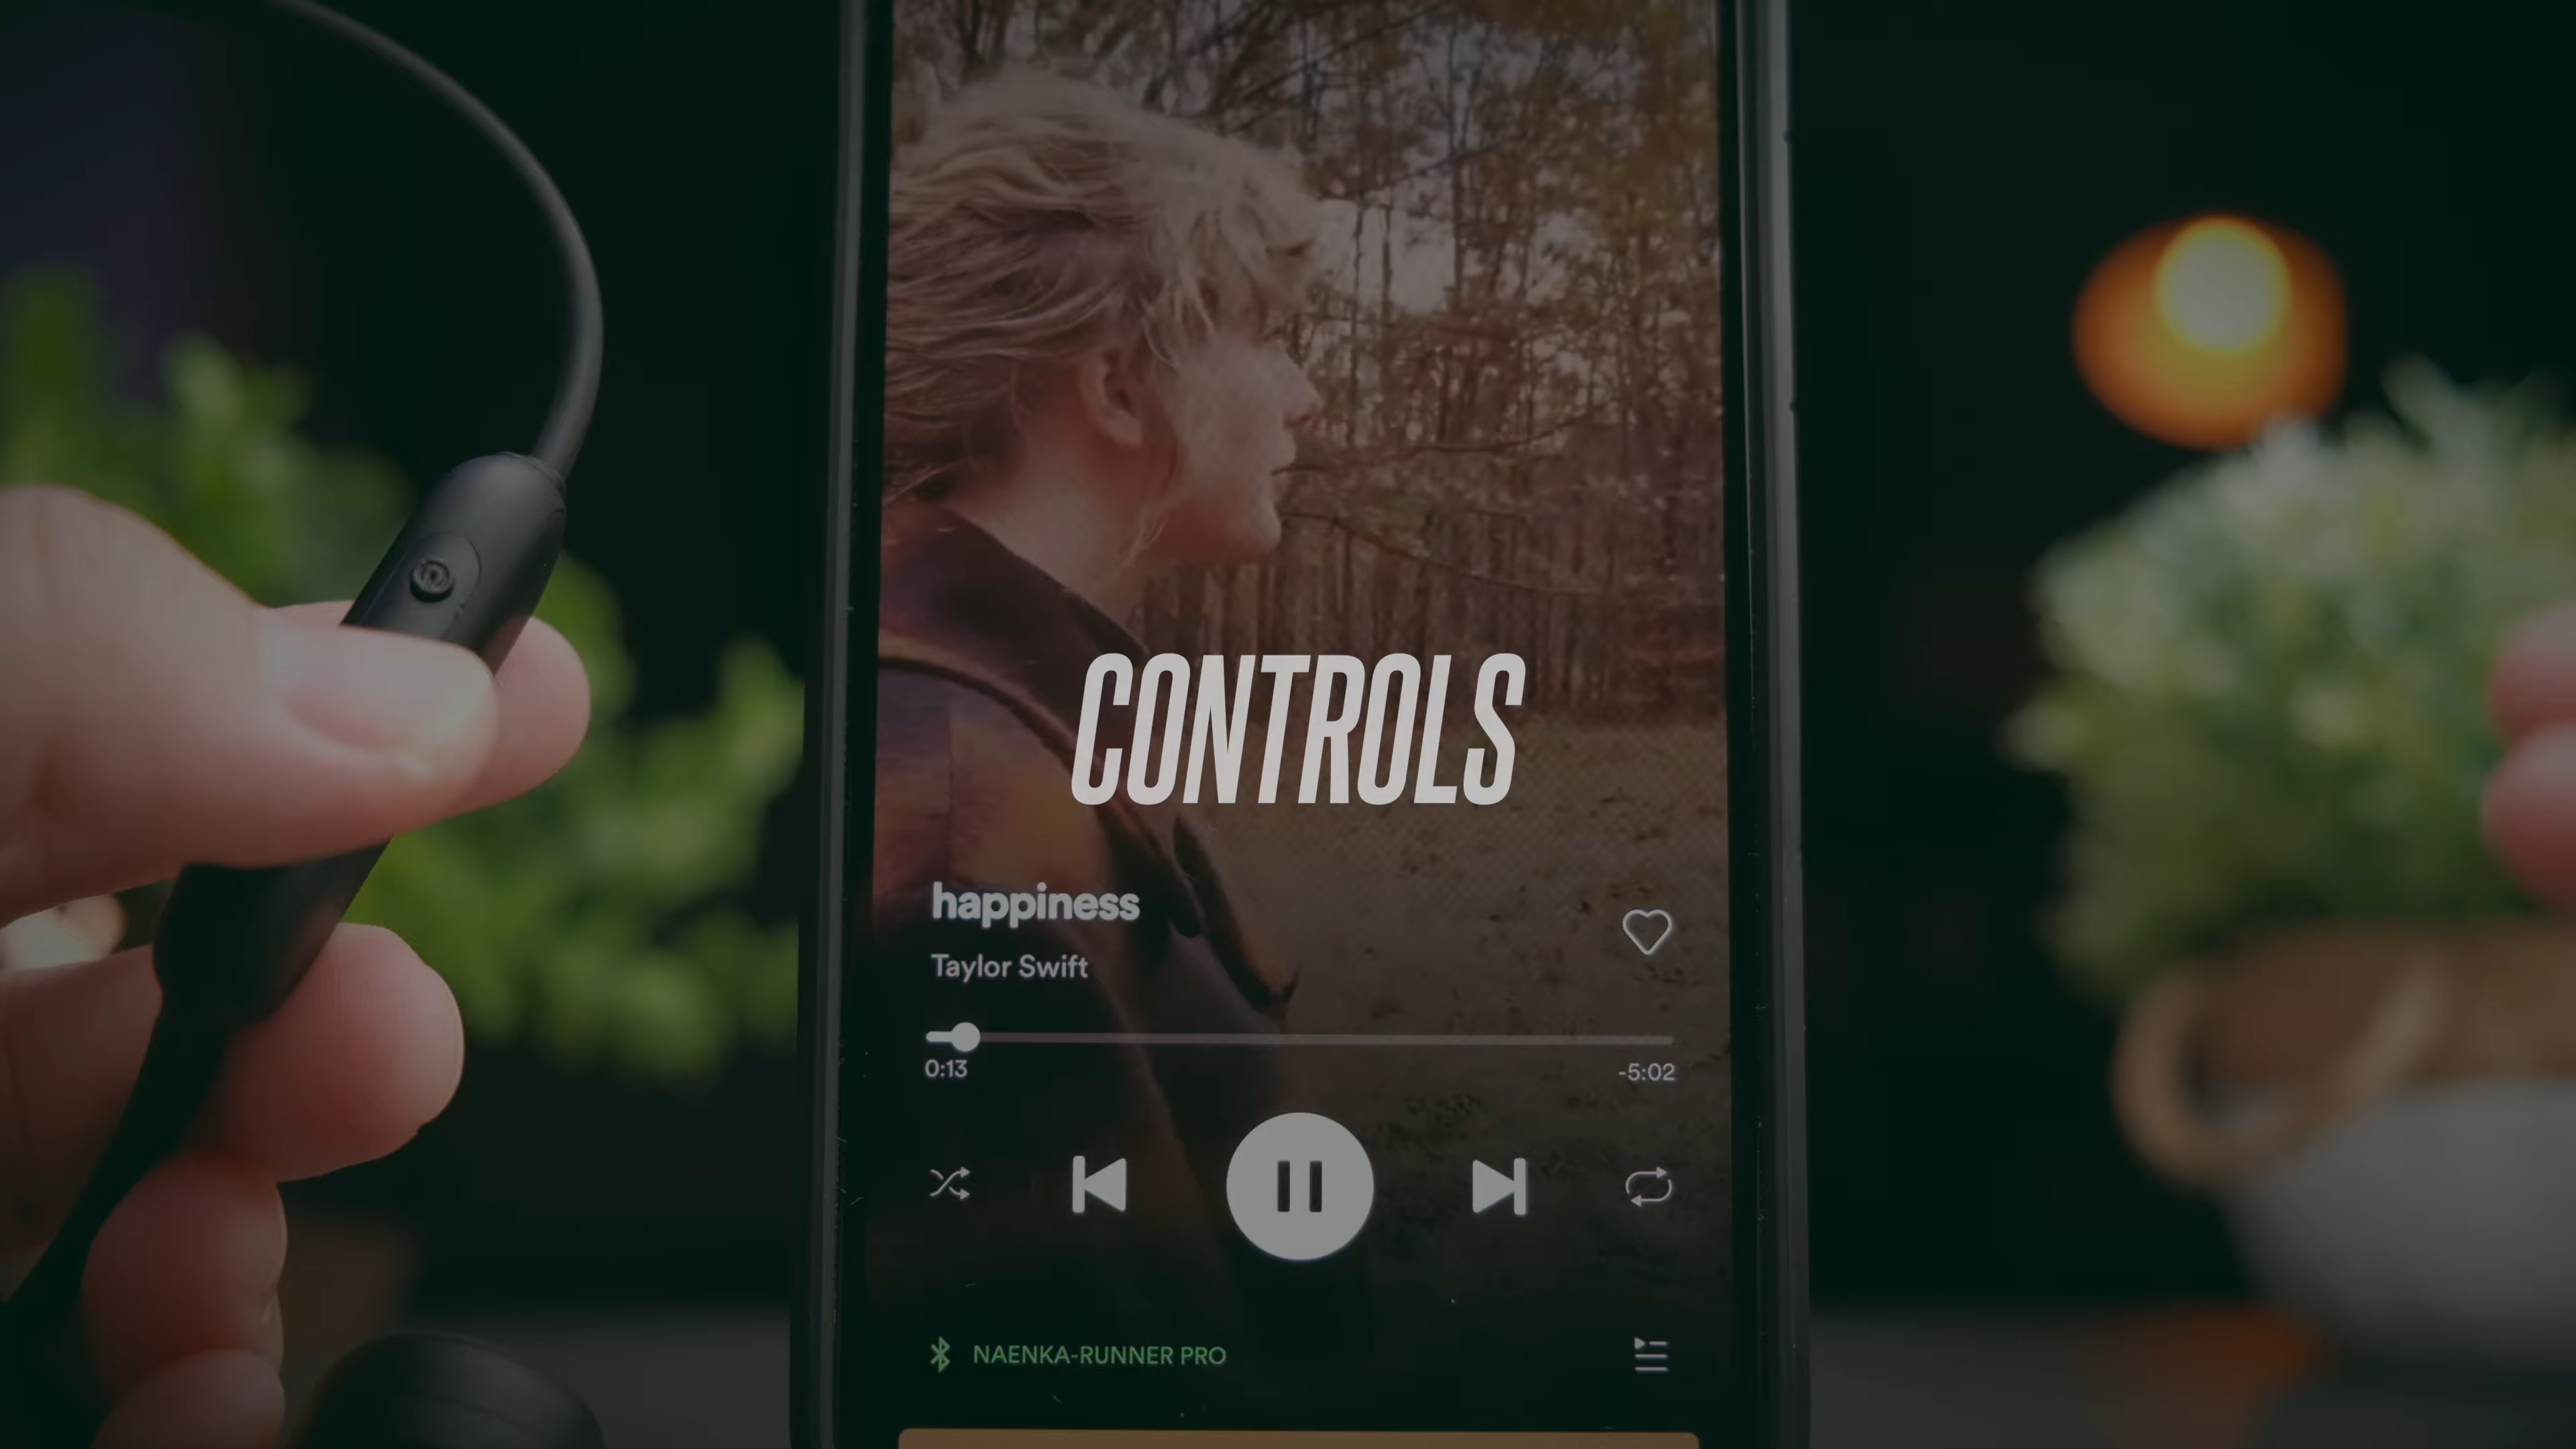 CONTROLS
happiness
Taylor Swift
0:13
-5:02
NAENKA-RUNNER PRO